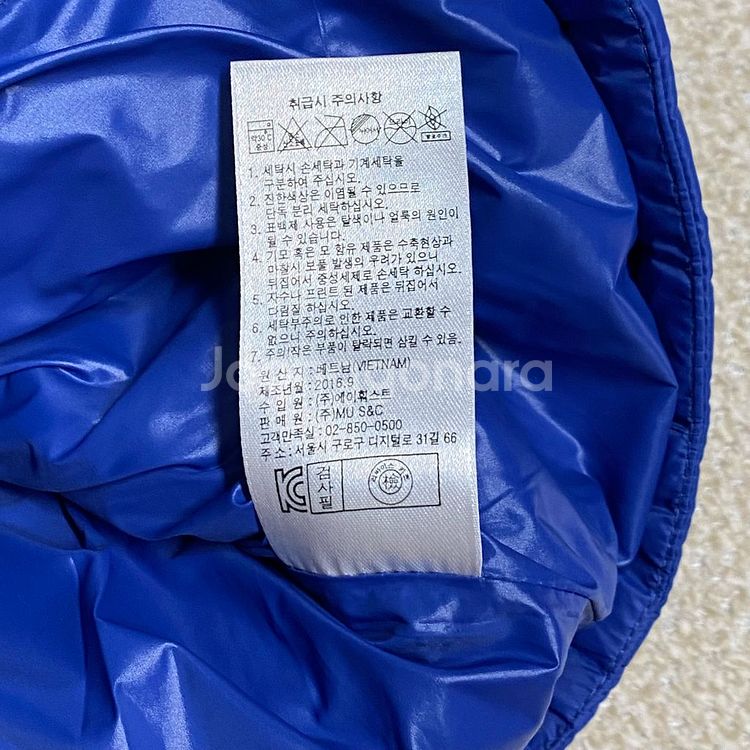 취급시 주의사항
약30℃
중성
1. 세탁시 손세탁과 기계세탁을
구분하여 주십시오.
2. 진한색상은 이염될 수 있으므로
단독 분리 세탁하십시오.
3. 표백제 사용은 탈색이나 얼룩의 원인이
될 수 있습니다.
4. 기모 혹은 모 함유 제품은 수축현상과
마찰시 보풀 발생의 우려가 있으니
뒤집어서 중성세제로 손세탁 하십시오.
5. 자수나 프린트 된 제품은 뒤집어서
다림질 하십시오.
6. 세탁부주의로 인한 제품은 교환할 수
없으니 주의하십시오.
7. 주의!작은 부품이 탈락되면 삼킬 수 있음.
원 산 지 : 베트남(VIETNAM)
제조년월 : 2016.9
수 입 원 : (주)에이훠스트
판 매 원 : (주)MU S&C
고객만족실 : 02-850-0500
주 소 : 서울시 구로구 디지털로 31길 66
검
사
필
檢
Joonggonara